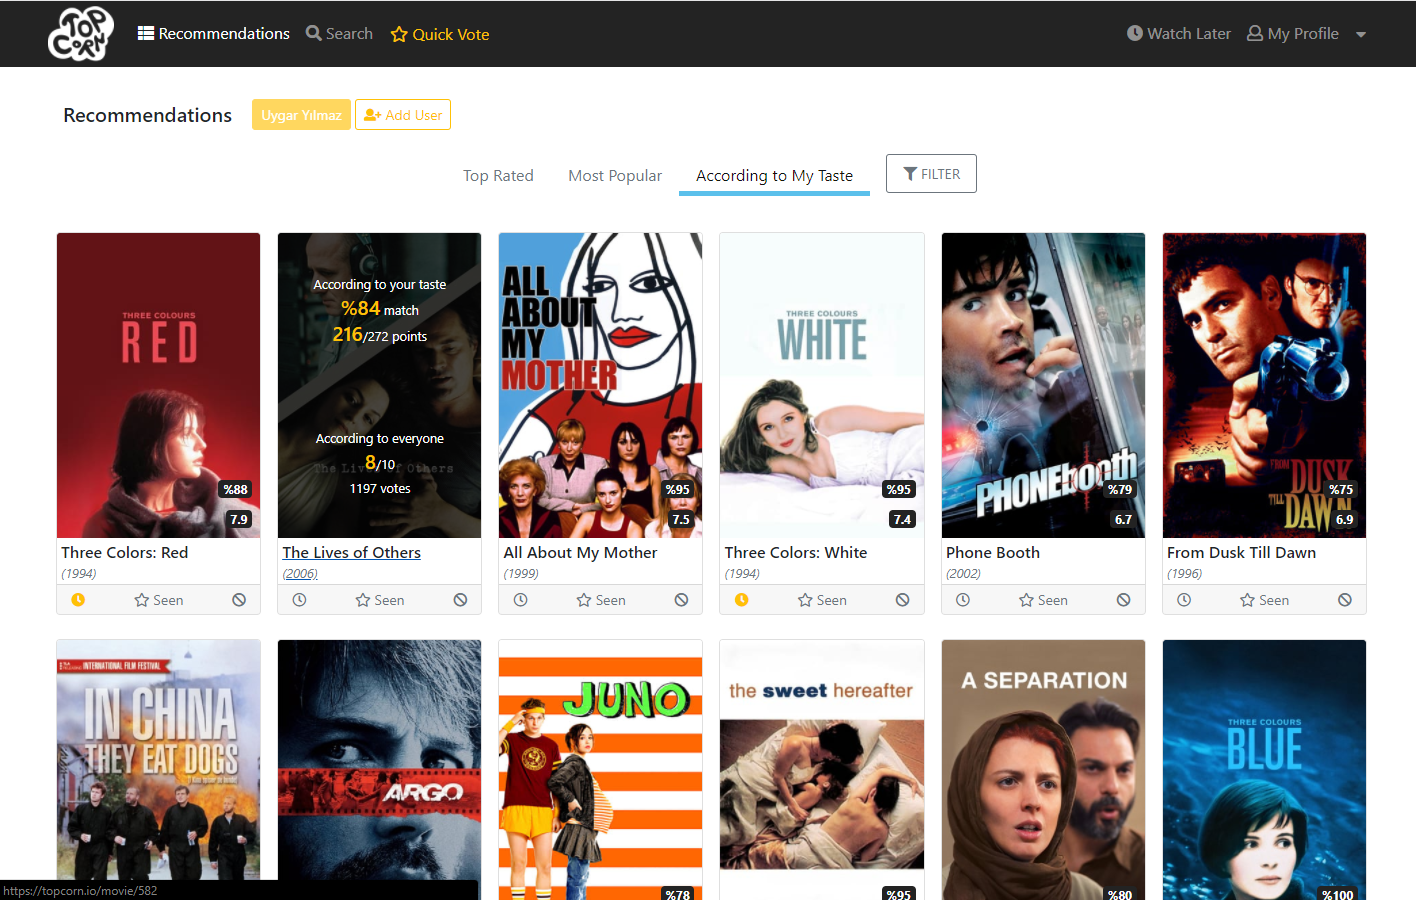 TOP CORN
Recommendations
Search
Quick Vote
Watch Later
My Profile
Recommendations
Uygar Yılmaz
Add User
Top Rated
Most Popular
According to My Taste
FILTER
THREE COLOURS
RED
%88
7.9
Three Colors: Red
(1994)
Seen
According to your taste
%84 match
216/272 points
According to everyone
8/10
The Lives of Others
1197 votes
The Lives of Others
(2006)
Seen
ALL
ABOUT
MY
MOTHER
%95
7.5
All About My Mother
(1999)
Seen
THREE COLOURS
WHITE
%95
7.4
Three Colors: White
(1994)
Seen
PHONEbooth
%79
6.7
Phone Booth
(2002)
Seen
FROM DUSK
TILL DAWN
%75
6.9
From Dusk Till Dawn
(1996)
Seen
INTERNATIONAL FILM FESTIVAL
IN CHINA
THEY EAT DOGS
ARGO
JUNO
%78
the sweet hereafter
%95
A SEPARATION
%80
THREE COLOURS
BLUE
%100
https://topcorn.io/movie/582